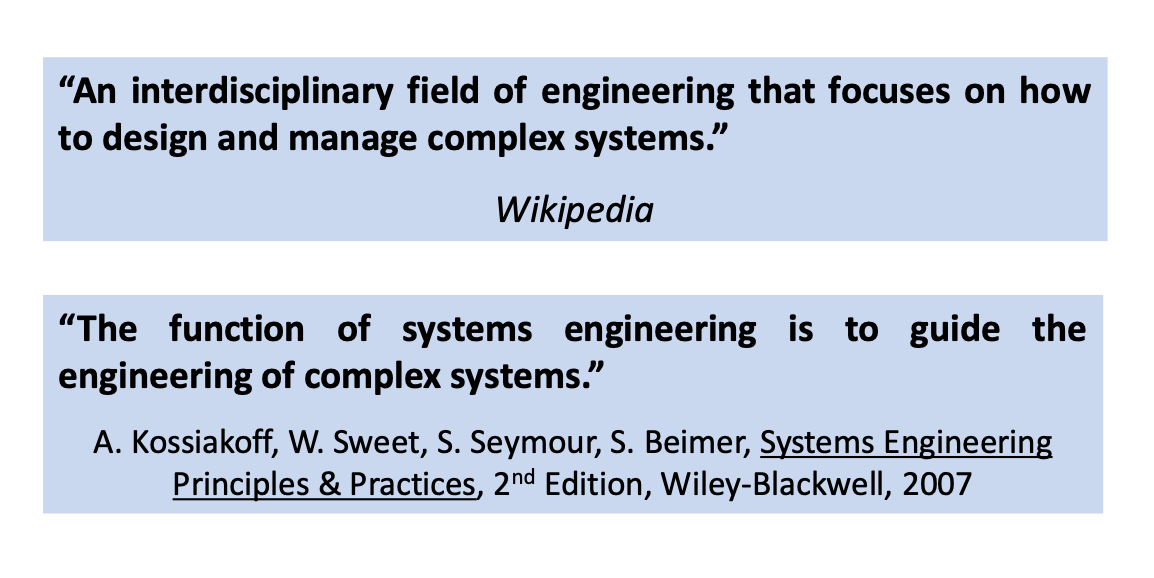 “An interdisciplinary field of engineering that focuses on how
to design and manage complex systems.”
Wikipedia
“The function of systems engineering is to guide the
engineering of complex systems.”
A. Kossiakoff, W. Sweet, S. Seymour, S. Beimer, Systems Engineering
Principles & Practices, 2nd Edition, Wiley-Blackwell, 2007